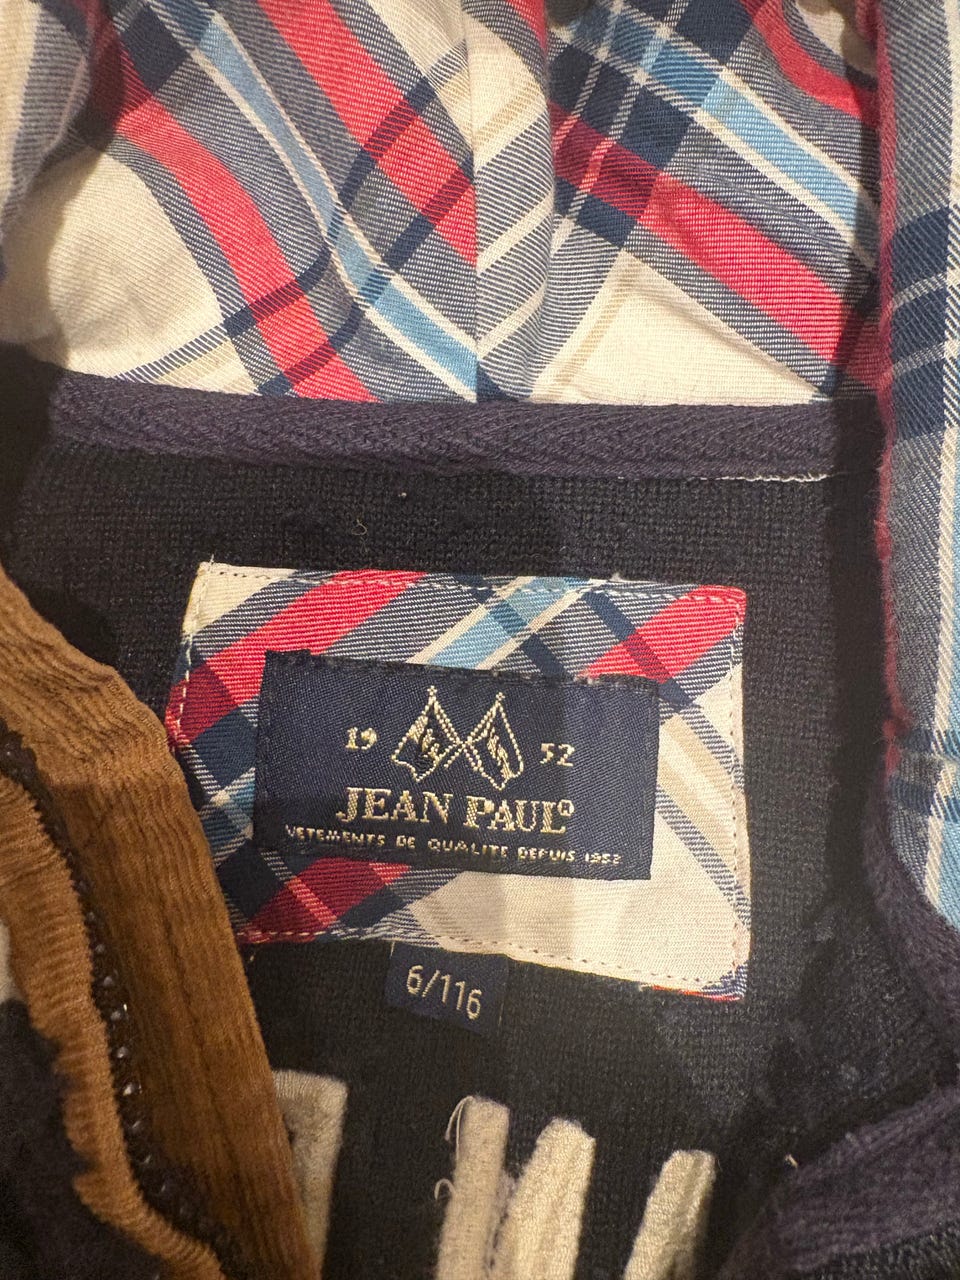 19 52
JEAN PAUL®
VETEMENTS DE QUALITE DEPUIS 1952
6/116